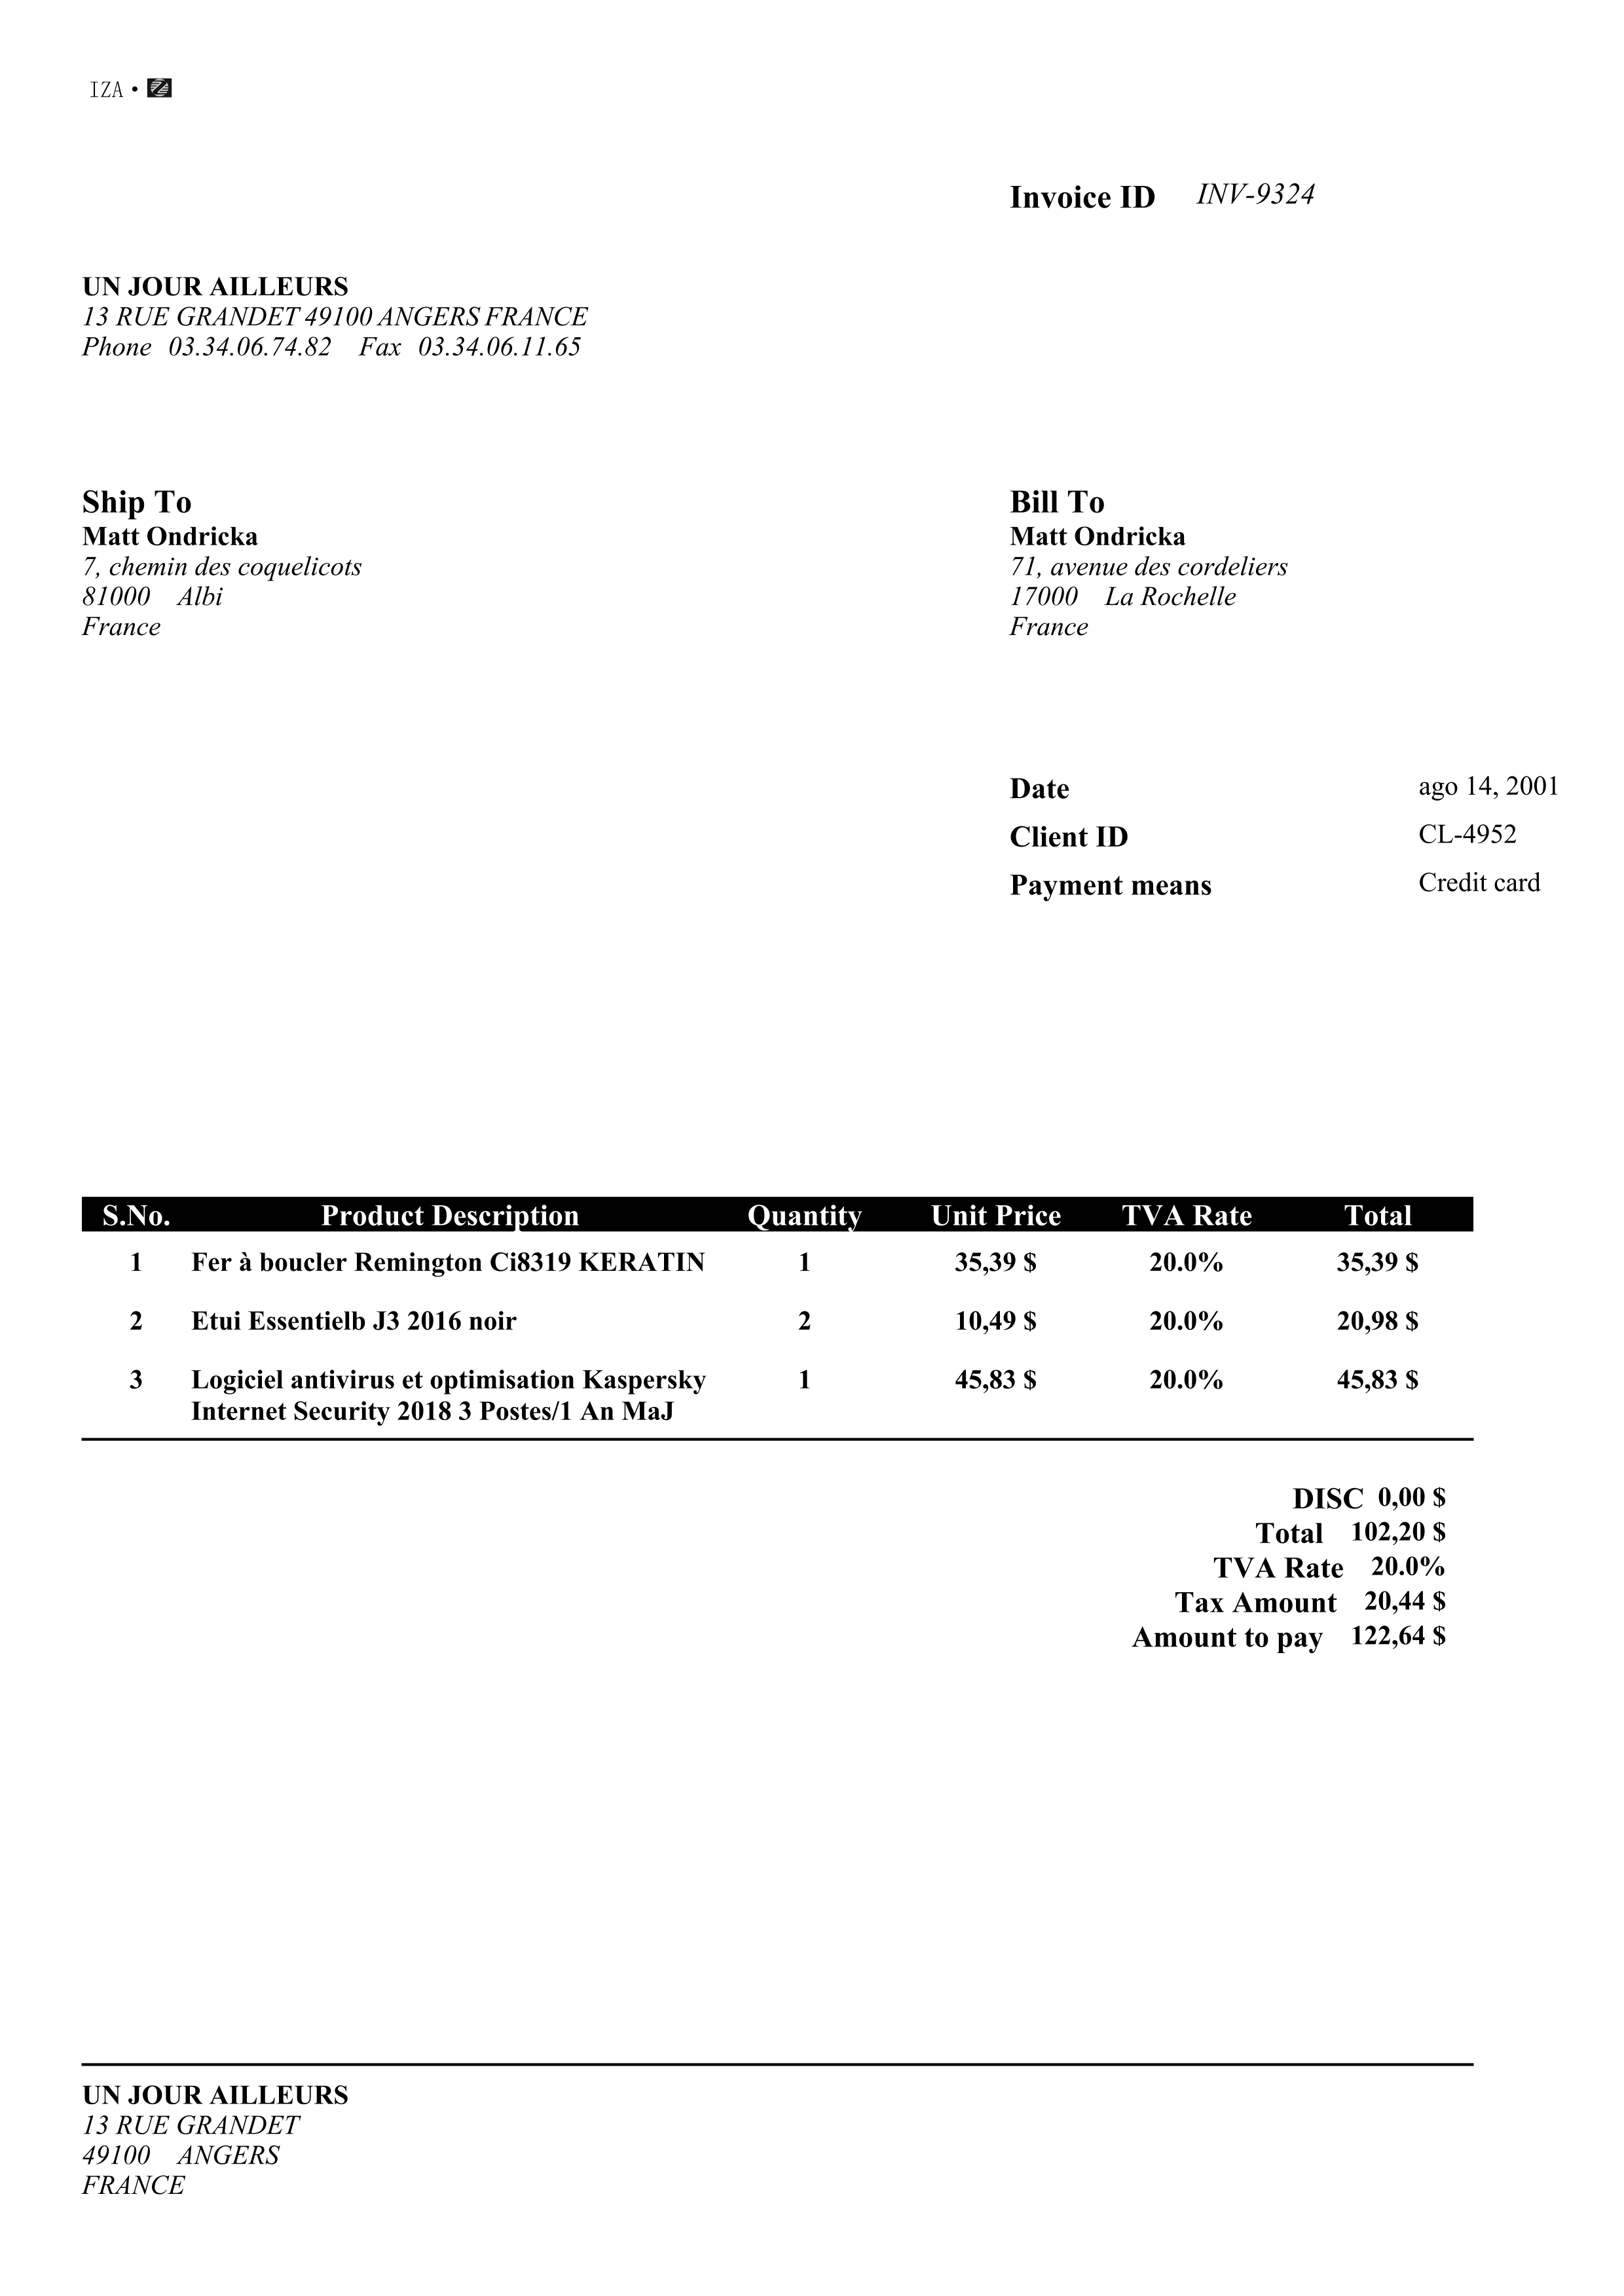 IZA •
Invoice ID INV-9324
UN JOUR AILLEURS
13 RUE GRANDET 49100 ANGERS FRANCE
Phone 03.34.06.74.82 Fax 03.34.06.11.65
Ship To
Matt Ondricka
7, chemin des coquelicots
81000 Albi
France
Bill To
Matt Ondricka
71, avenue des cordeliers
17000 La Rochelle
France
Date ago 14, 2001
Client ID CL-4952
Payment means Credit card
S.No. Product Description Quantity Unit Price TVA Rate Total
1 Fer à boucler Remington Ci8319 KERATIN 1 35,39 $ 20.0% 35,39 $
2 Etui Essentielb J3 2016 noir 2 10,49 $ 20.0% 20,98 $
3 Logiciel antivirus et optimisation Kaspersky 1 45,83 $ 20.0% 45,83 $
Internet Security 2018 3 Postes/1 An MaJ
DISC 0,00 $
Total 102,20 $
TVA Rate 20.0%
Tax Amount 20,44 $
Amount to pay 122,64 $
UN JOUR AILLEURS
13 RUE GRANDET
49100 ANGERS
FRANCE